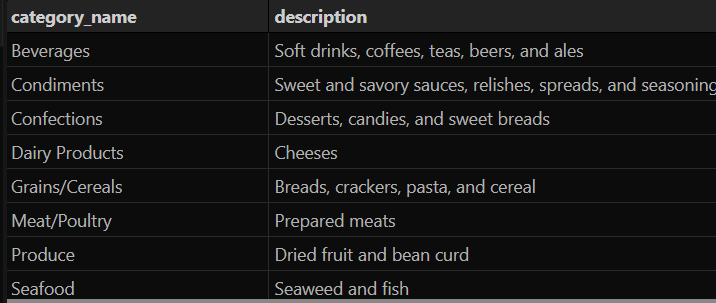 category_name description
Beverages Soft drinks, coffees, teas, beers, and ales
Condiments Sweet and savory sauces, relishes, spreads, and seasoning
Confections Desserts, candies, and sweet breads
Dairy Products Cheeses
Grains/Cereals Breads, crackers, pasta, and cereal
Meat/Poultry Prepared meats
Produce Dried fruit and bean curd
Seafood Seaweed and fish